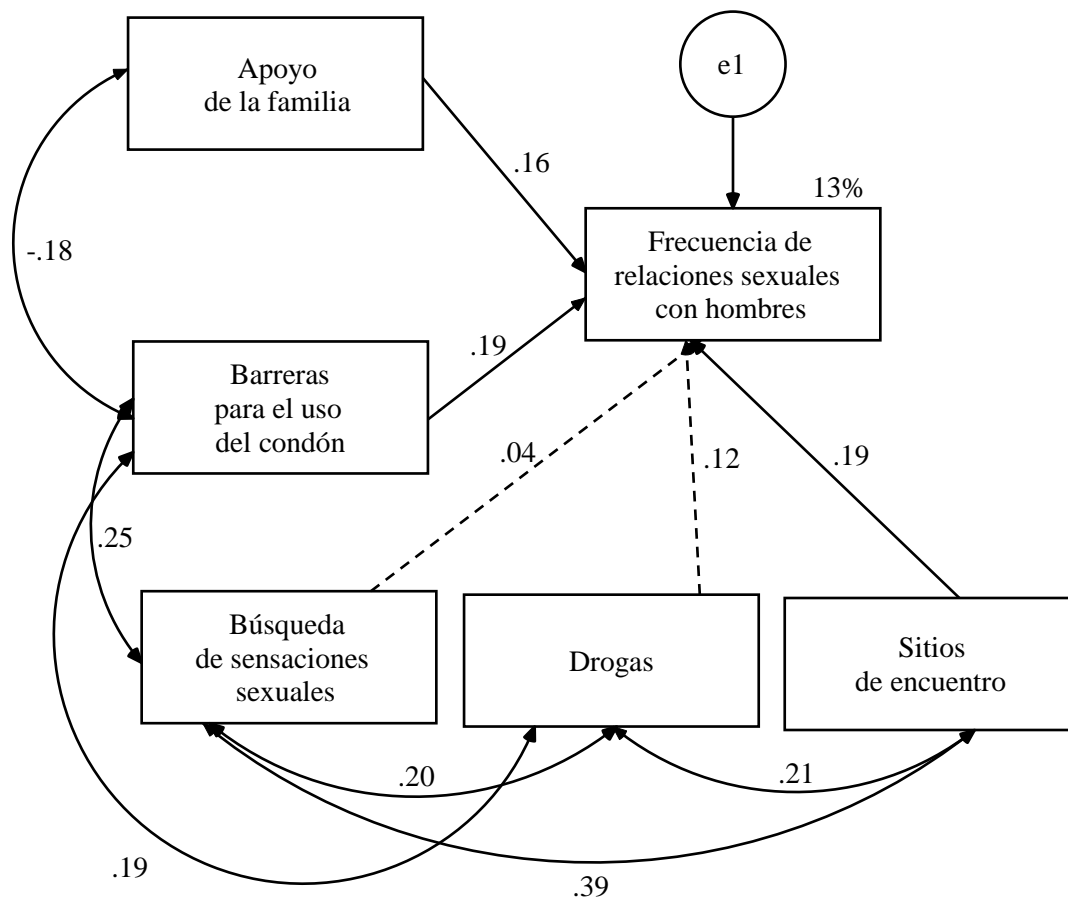 Apoyo
de la familia
e1
.16
13%
Frecuencia de
relaciones sexuales
con hombres
-.18
.19
Barreras
para el uso
del condón
.04
.12
.19
.25
Búsqueda
de sensaciones
sexuales
Drogas
Sitios
de encuentro
.20
.21
.19
.39